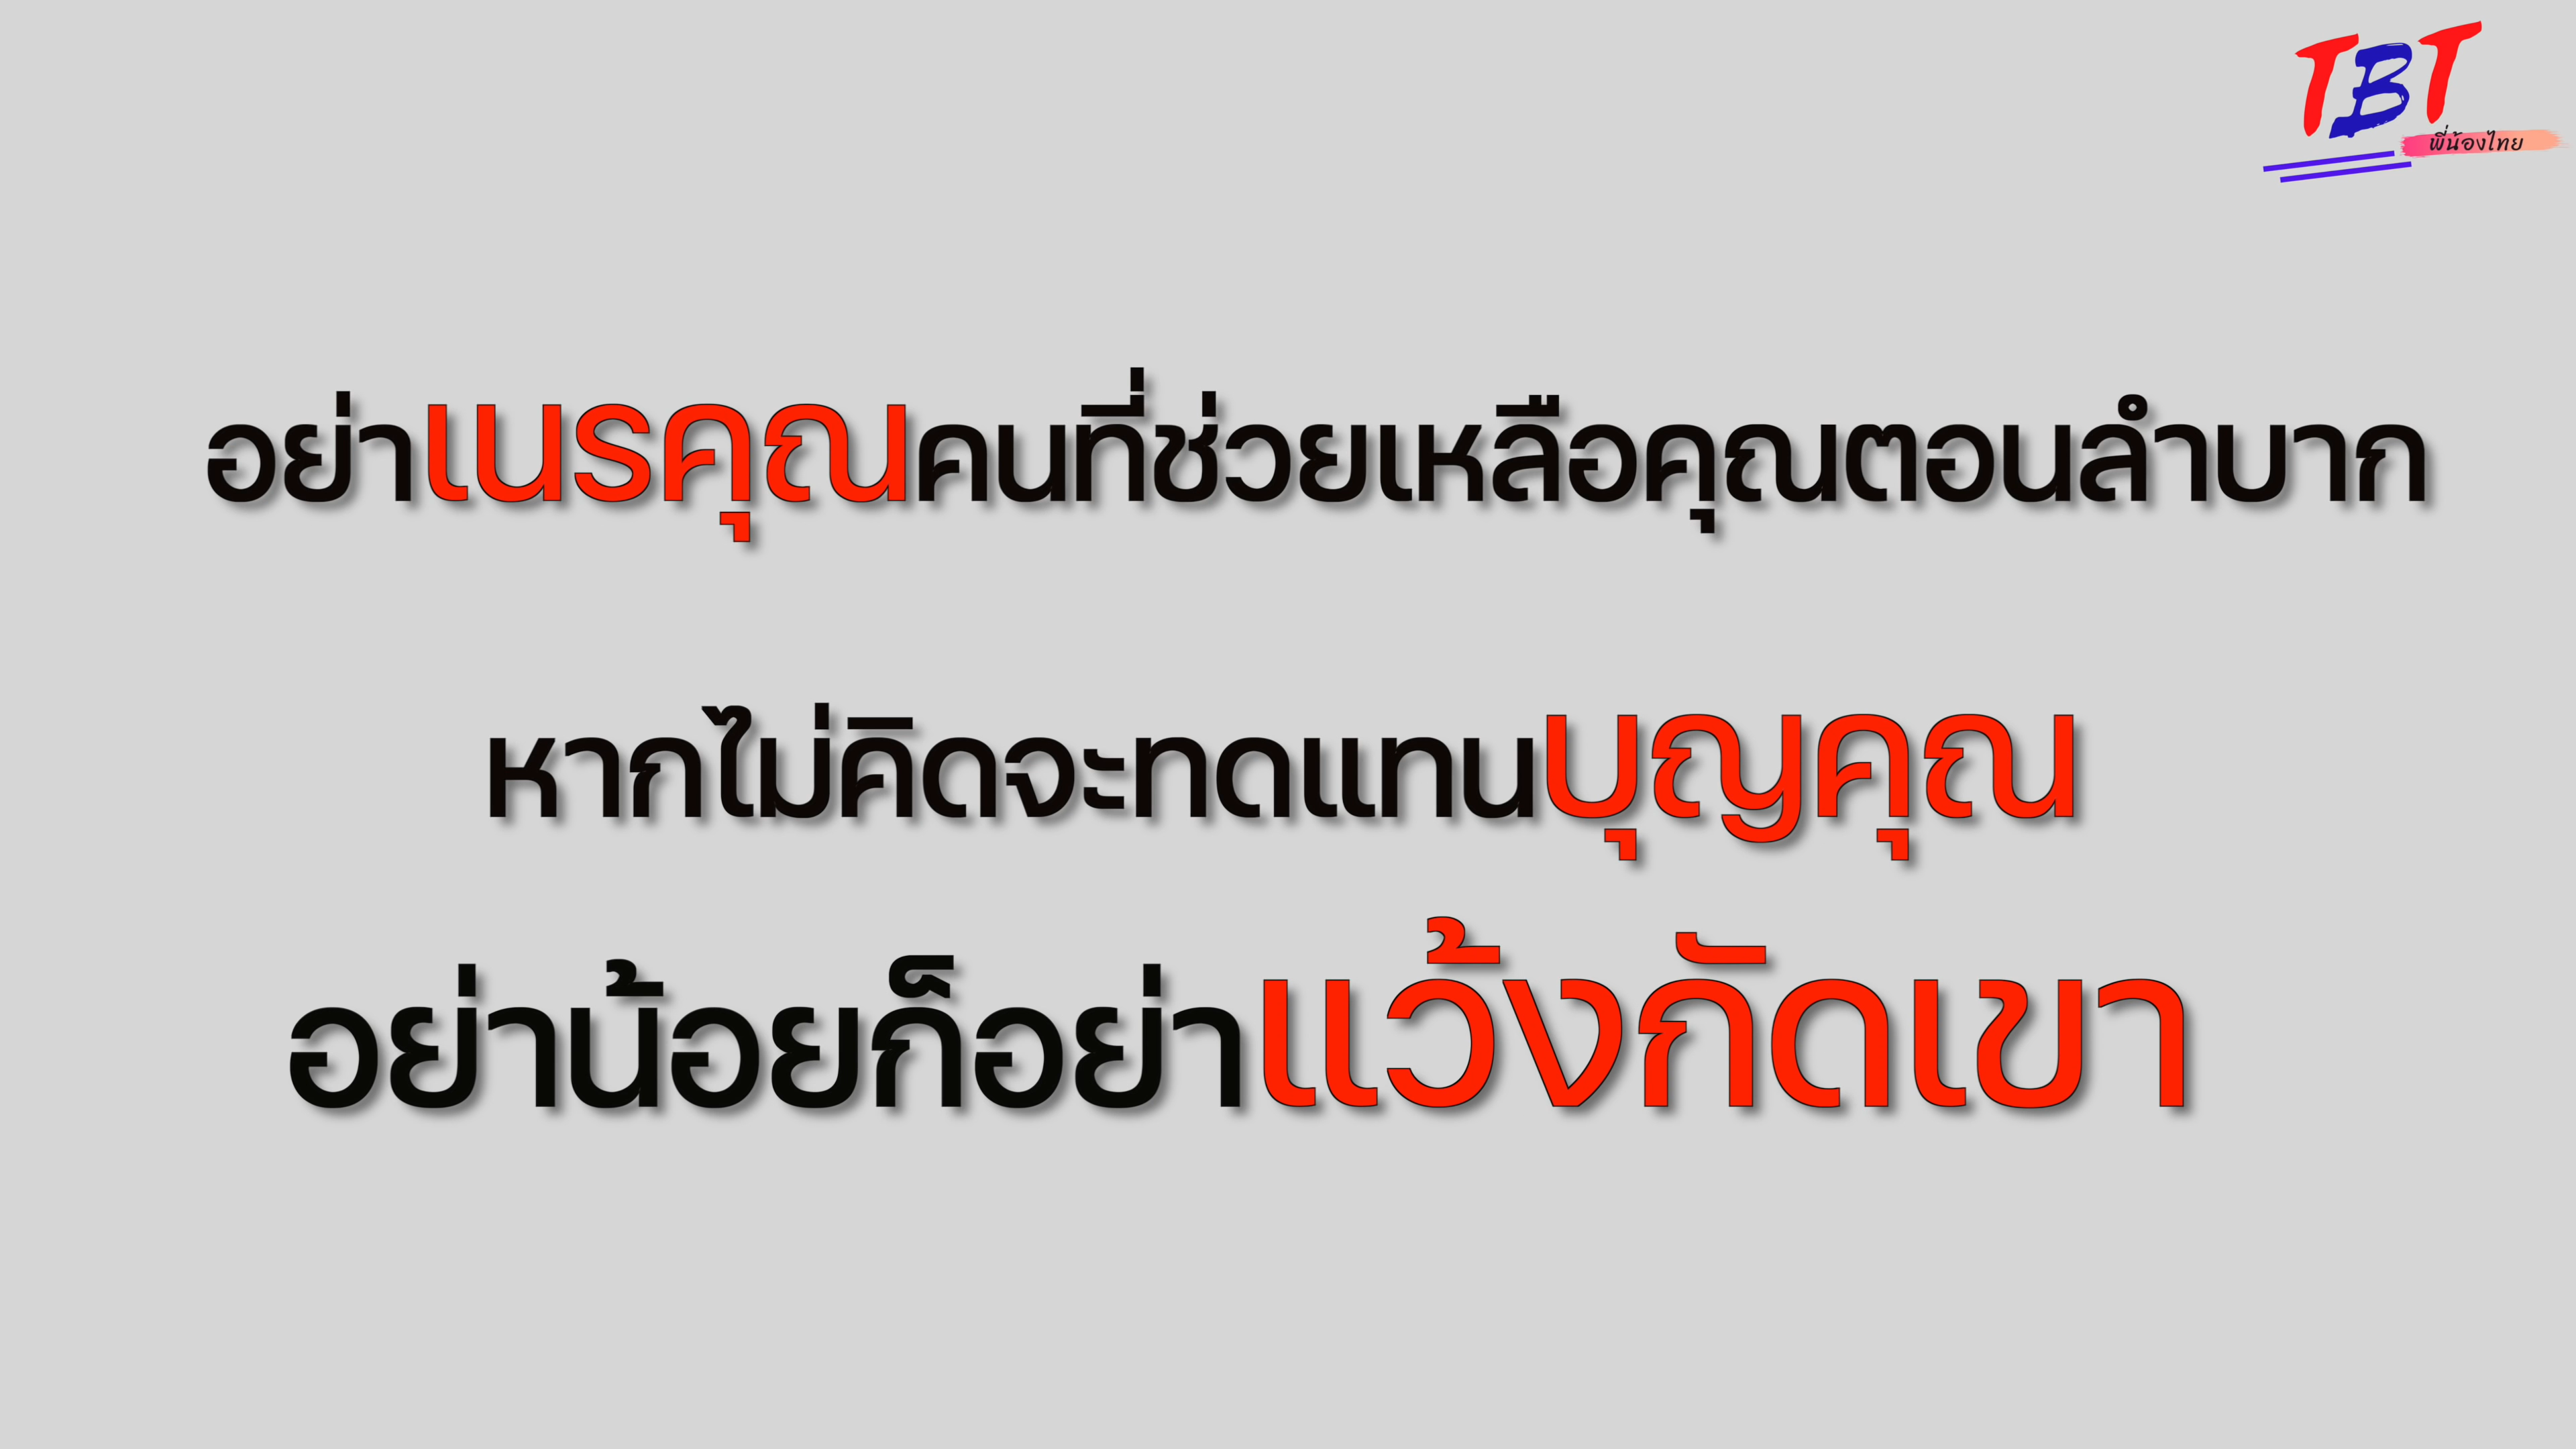 TBT
พี่น้องไทย
อย่าเนรคุณคนที่ช่วยเหลือคุณตอนลำบาก
หากไม่คิดจะทดแทนบุญคุณ
อย่าน้อยก็อย่าแว้งกัดเขา